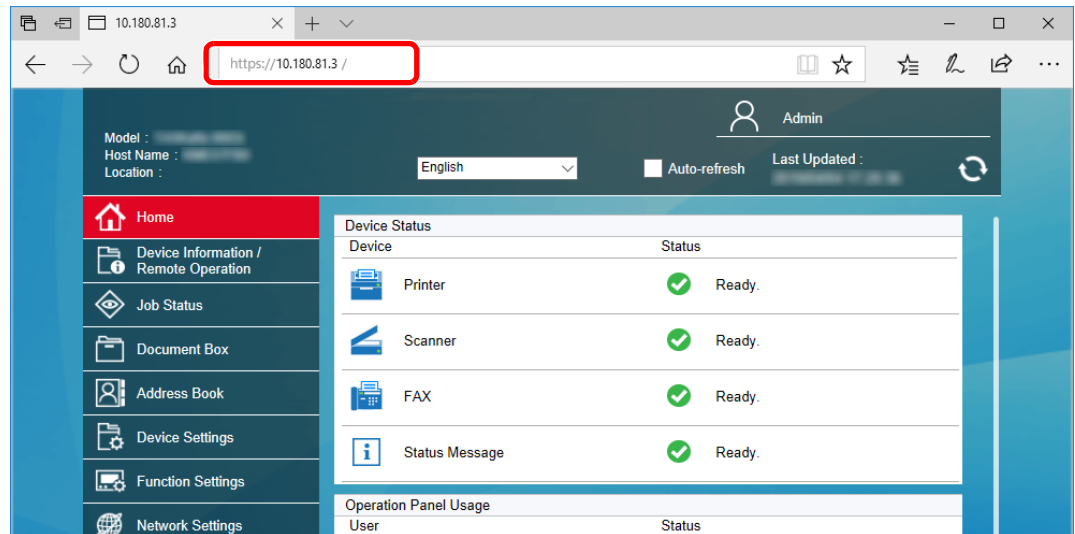 10.180.81.3
https://10.180.81.3 /
Admin
Model :
Host Name :
Location :
English
Auto-refresh
Last Updated :
Home
Device Information /
Remote Operation
Job Status
Document Box
Address Book
Device Settings
Function Settings
Network Settings
Device Status
Device Status
Printer Ready.
Scanner Ready.
FAX Ready.
Status Message Ready.
Operation Panel Usage
User Status